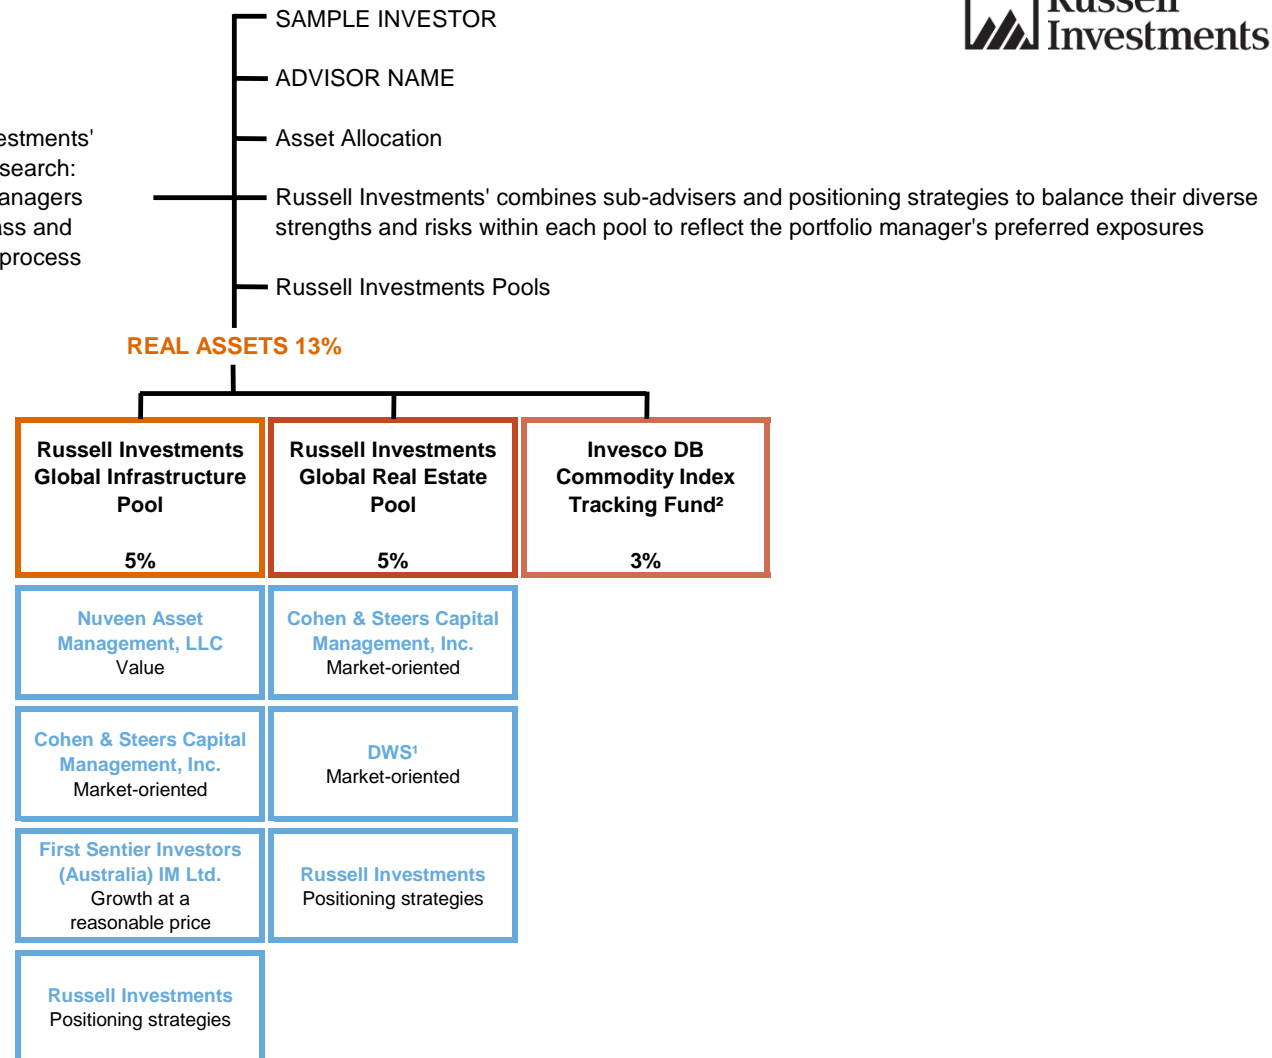 SAMPLE INVESTOR
Russell
Investments
ADVISOR NAME
estments'
search:
anagers
ass and
process
Asset Allocation
Russell Investments' combines sub-advisers and positioning strategies to balance their diverse
strengths and risks within each pool to reflect the portfolio manager's preferred exposures
Russell Investments Pools
REAL ASSETS 13%
Russell Investments
Global Infrastructure
Pool
5%
Russell Investments
Global Real Estate
Pool
5%
Invesco DB
Commodity Index
Tracking Fund²
3%
Nuveen Asset
Management, LLC
Value
Cohen & Steers Capital
Management, Inc.
Market-oriented
Cohen & Steers Capital
Management, Inc.
Market-oriented
DWS¹
Market-oriented
First Sentier Investors
(Australia) IM Ltd.
Growth at a
reasonable price
Russell Investments
Positioning strategies
Russell Investments
Positioning strategies